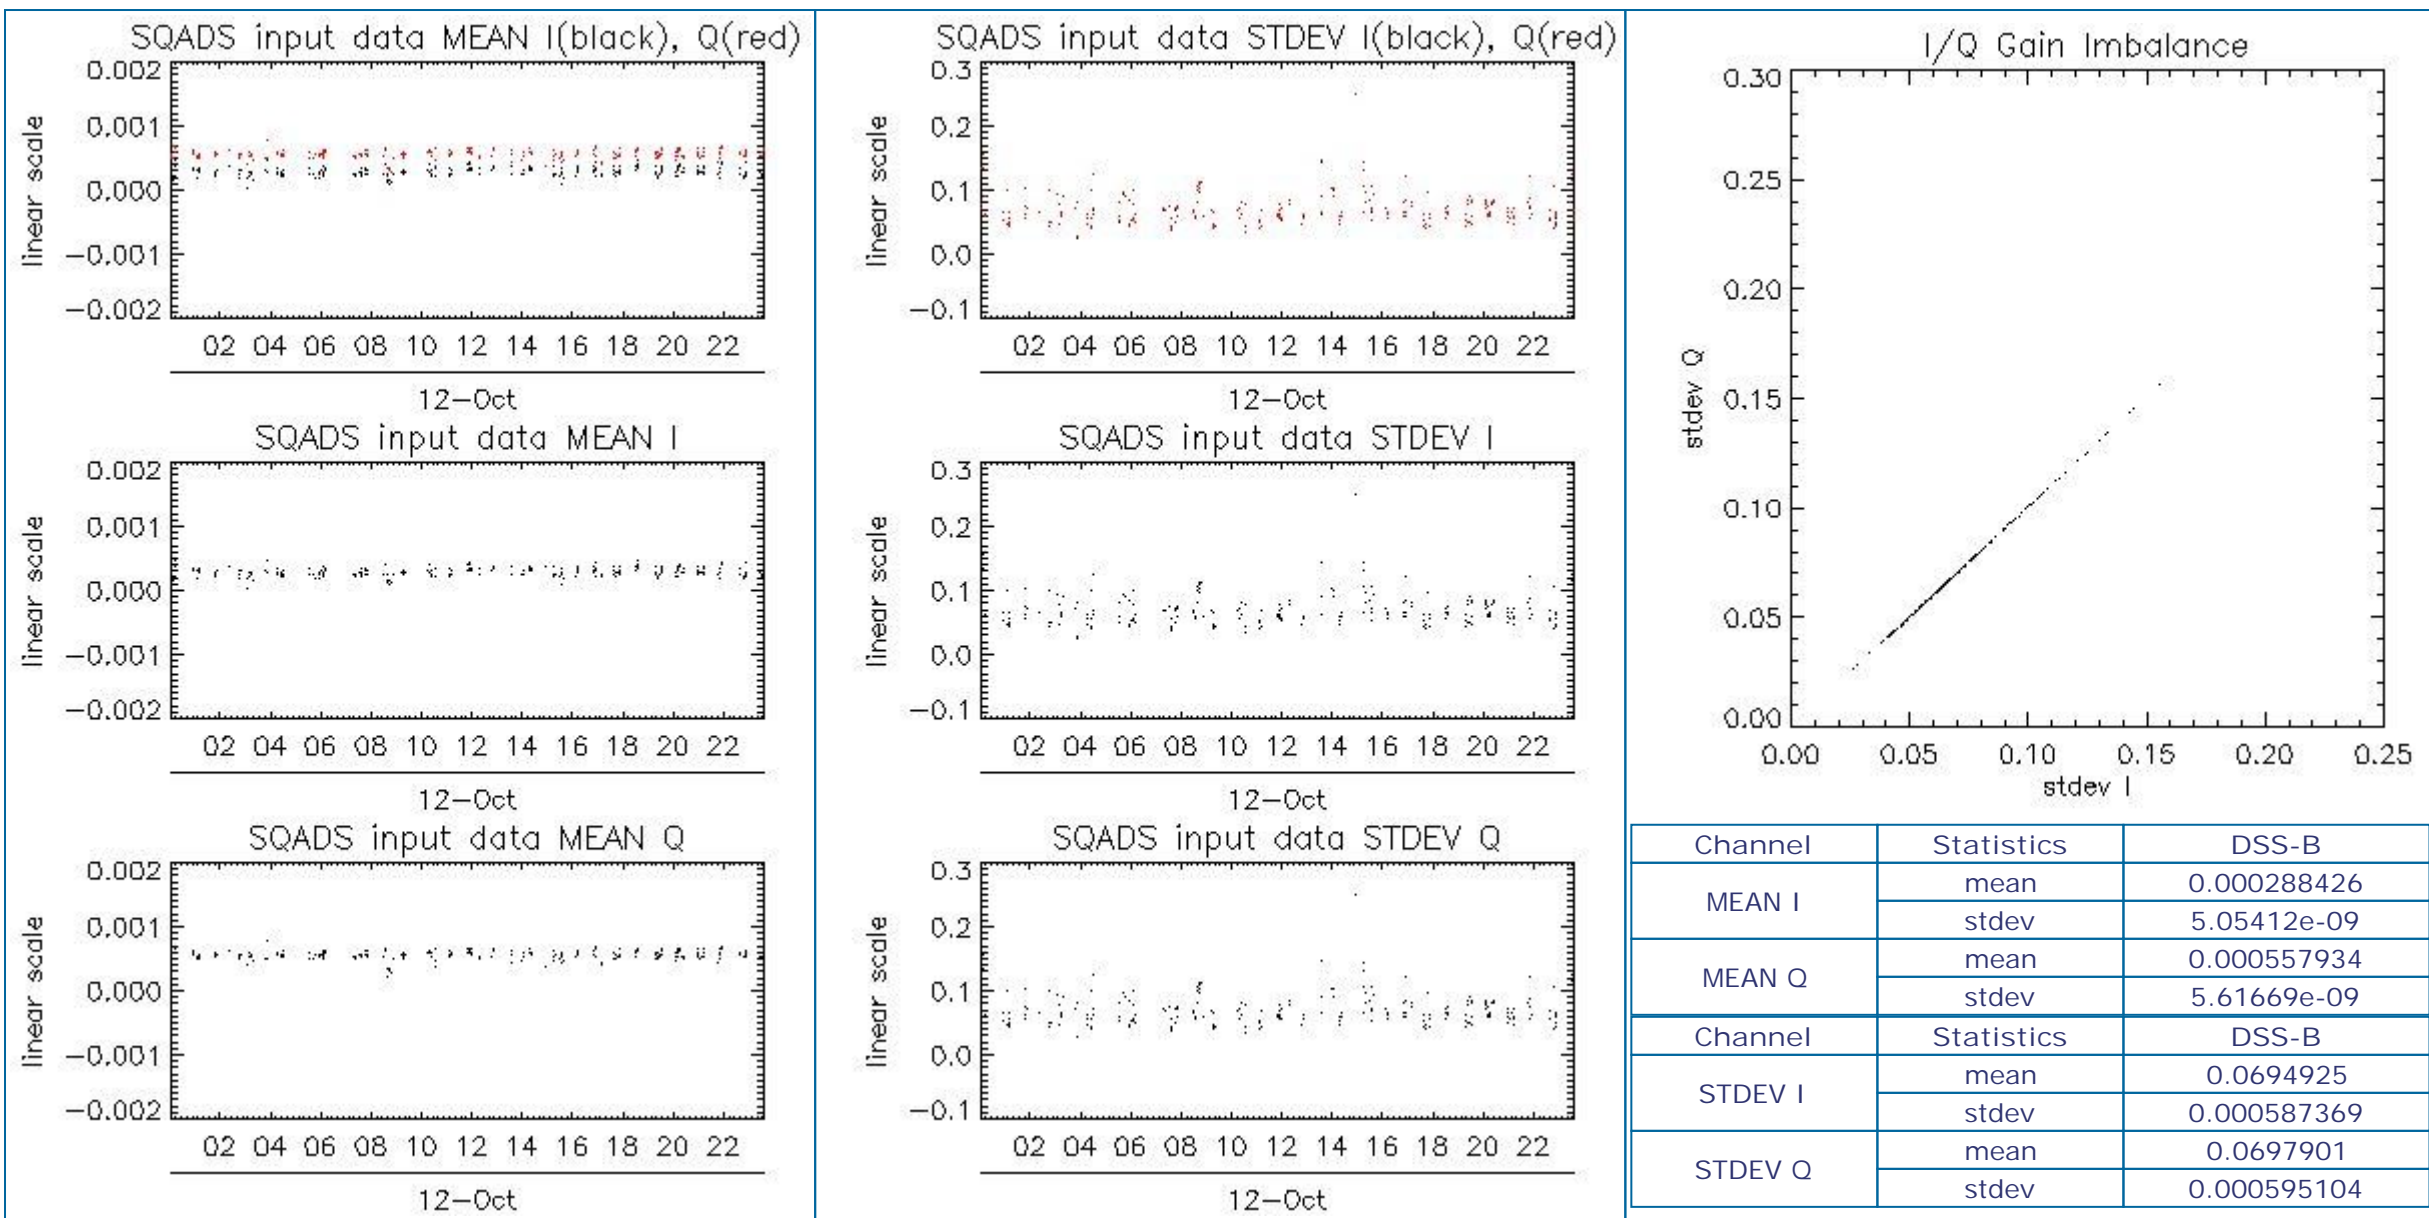 SQADS input data MEAN I(black), Q(red)
0.002
0.001
0.000
−0.001
−0.002
linear scale
02 04 06 08 10 12 14 16 18 20 22
12−Oct
SQADS input data MEAN I
0.002
0.001
0.000
−0.001
−0.002
linear scale
02 04 06 08 10 12 14 16 18 20 22
12−Oct
SQADS input data MEAN Q
0.002
0.001
0.000
−0.001
−0.002
linear scale
02 04 06 08 10 12 14 16 18 20 22
12−Oct
SQADS input data STDEV I(black), Q(red)
0.3
0.2
0.1
0.0
−0.1
linear scale
02 04 06 08 10 12 14 16 18 20 22
12−Oct
SQADS input data STDEV I
0.3
0.2
0.1
0.0
−0.1
linear scale
02 04 06 08 10 12 14 16 18 20 22
12−Oct
SQADS input data STDEV Q
0.3
0.2
0.1
0.0
−0.1
linear scale
02 04 06 08 10 12 14 16 18 20 22
12−Oct
I/Q Gain Imbalance
0.30
0.25
0.20
0.15
0.10
0.05
0.00
stdev Q
0.00 0.05 0.10 0.15 0.20 0.25
stdev I
Channel Statistics DSS-B
MEAN I mean 0.000288426
stdev 5.05412e-09
MEAN Q mean 0.000557934
stdev 5.61669e-09
Channel Statistics DSS-B
STDEV I mean 0.0694925
stdev 0.000587369
STDEV Q mean 0.0697901
stdev 0.000595104